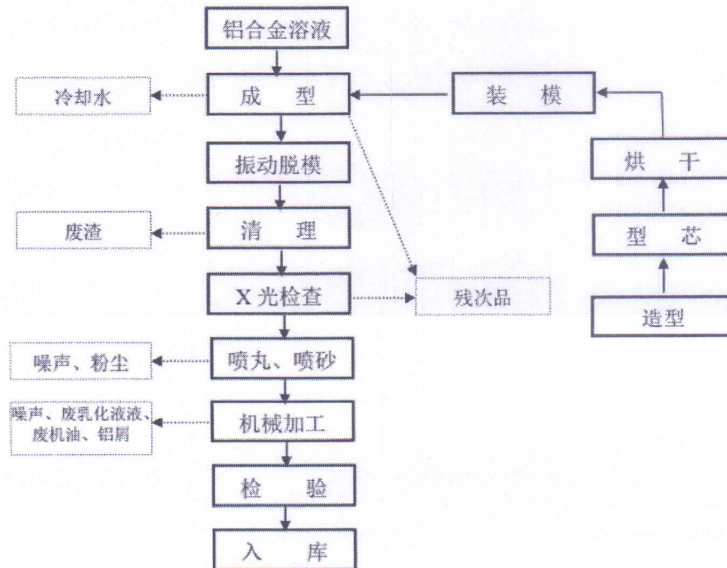 铝合金溶液
冷却水
成 型
装 模
振动脱模
烘 干
废渣
清 理
型 芯
X 光检查
残次品
造型
噪声、粉尘
喷丸、喷砂
噪声、废乳化液液、
废机油、铝屑
机械加工
检 验
入 库